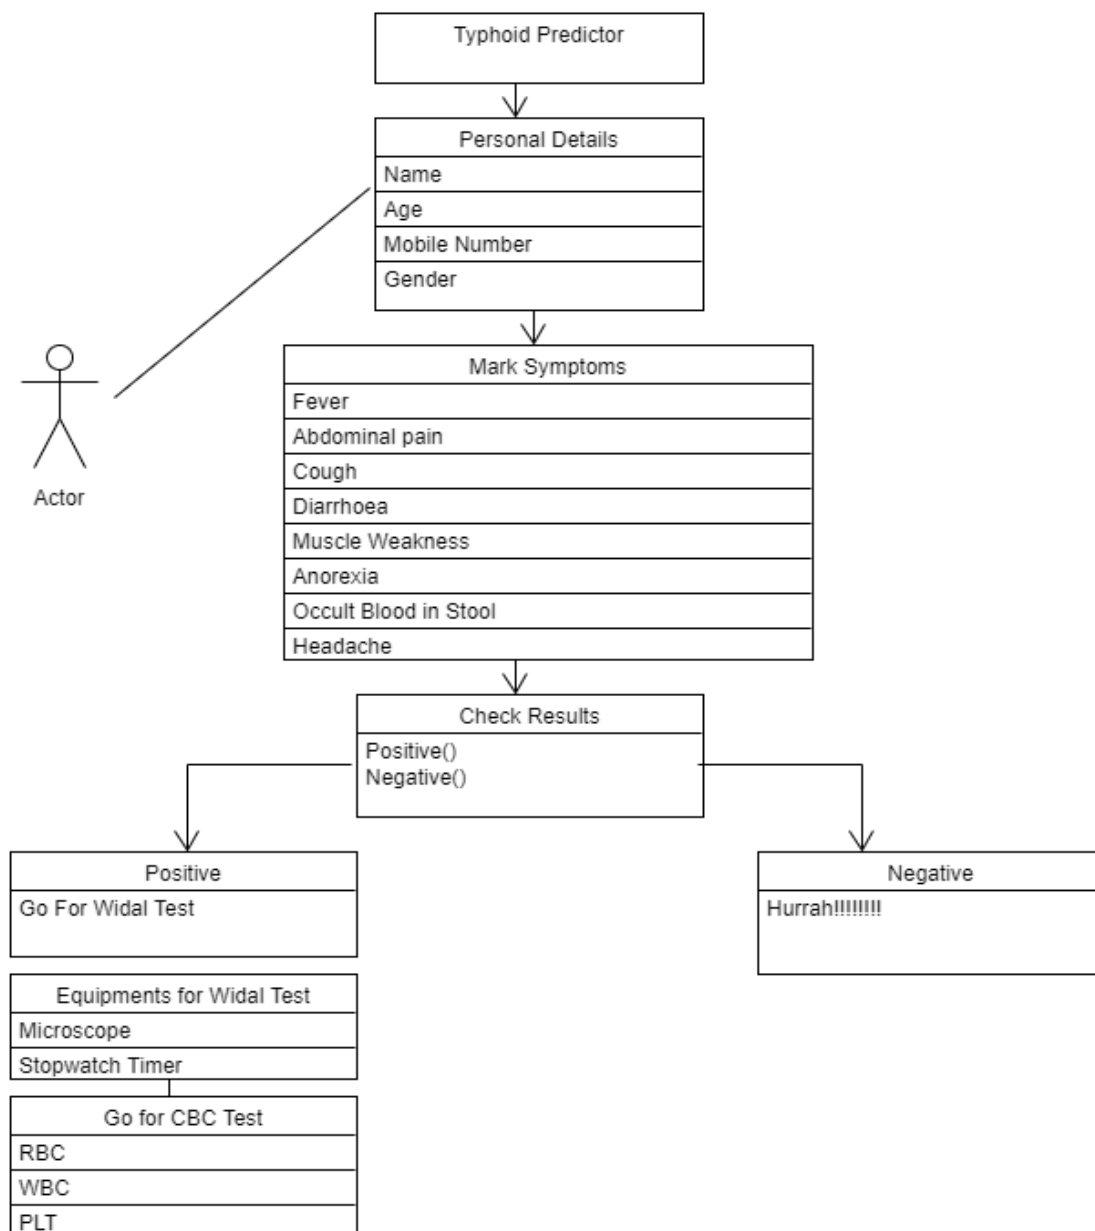 Typhoid Predictor
Personal Details
Name
Age
Mobile Number
Gender
Actor
Mark Symptoms
Fever
Abdominal pain
Cough
Diarrhoea
Muscle Weakness
Anorexia
Occult Blood in Stool
Headache
Check Results
Positive()
Negative()
Positive
Go For Widal Test
Negative
Hurrah!!!!!!!!
Equipments for Widal Test
Microscope
Stopwatch Timer
Go for CBC Test
RBC
WBC
PLT